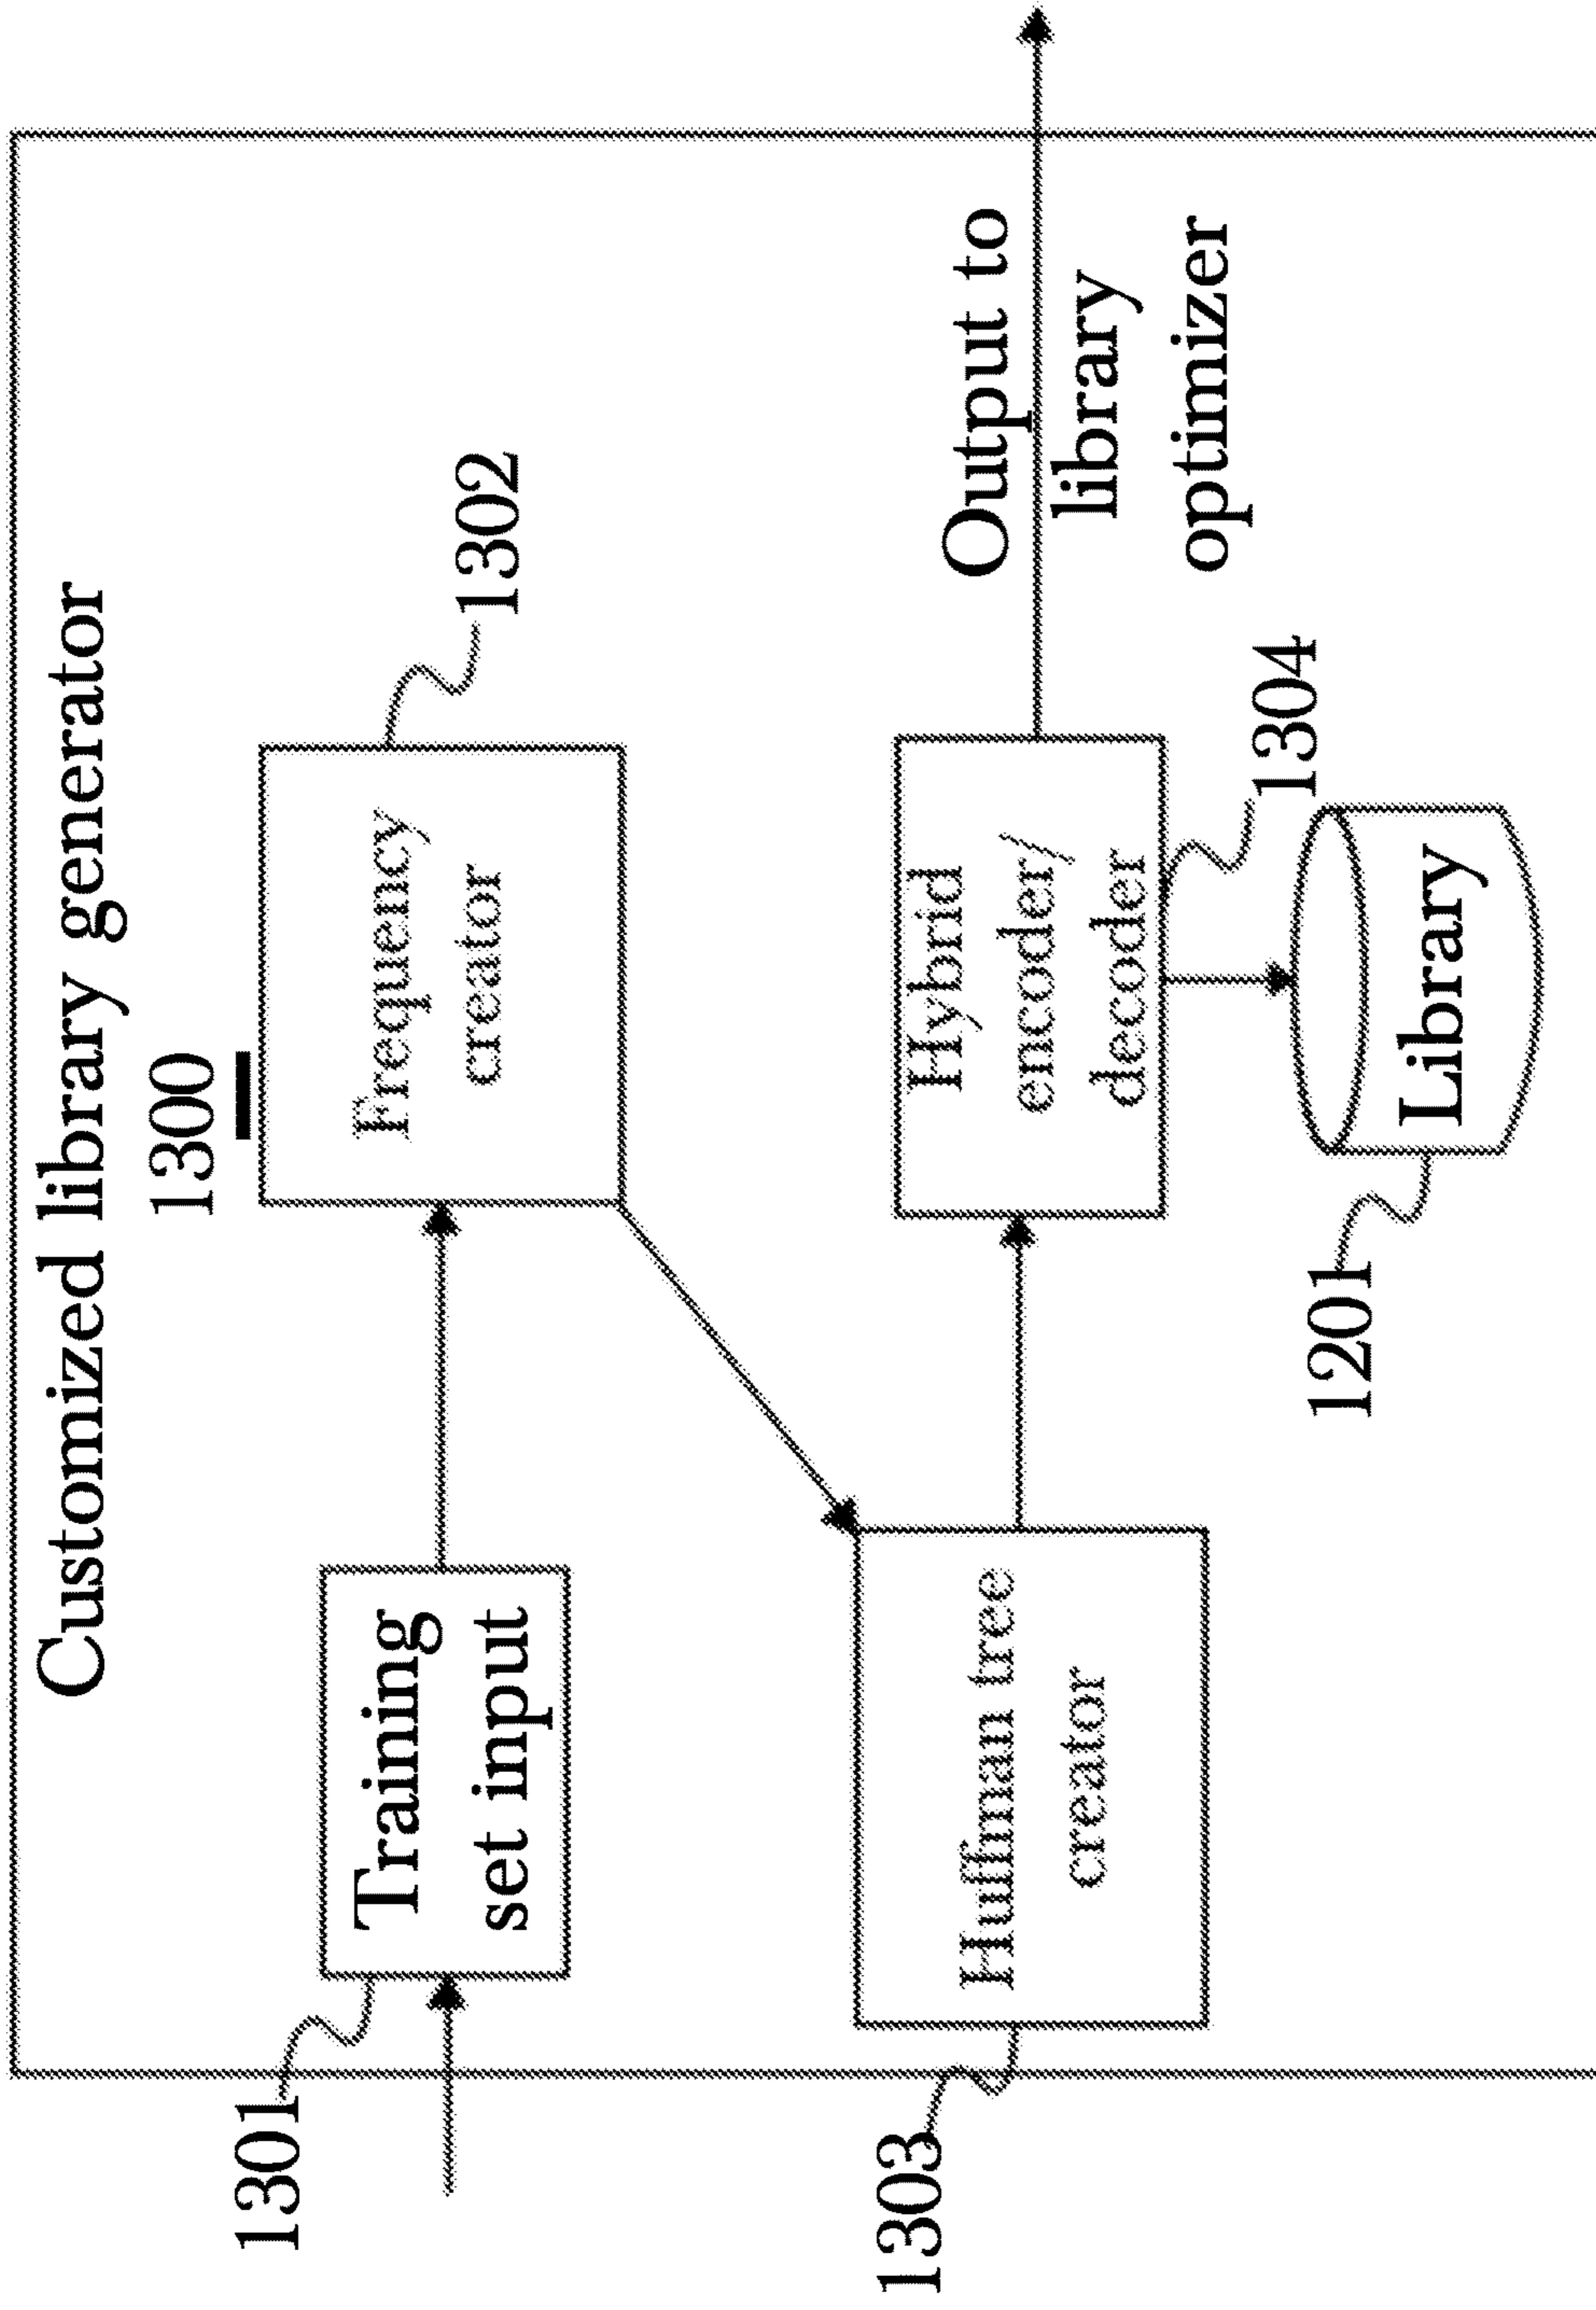 Customized library generator
1300
1301
Training
set input
Frequency
creator
1302
1303
Huffman tree
creator
Hybrid
encoder/
decoder
Output to
library
optimizer
1304
1201
Library